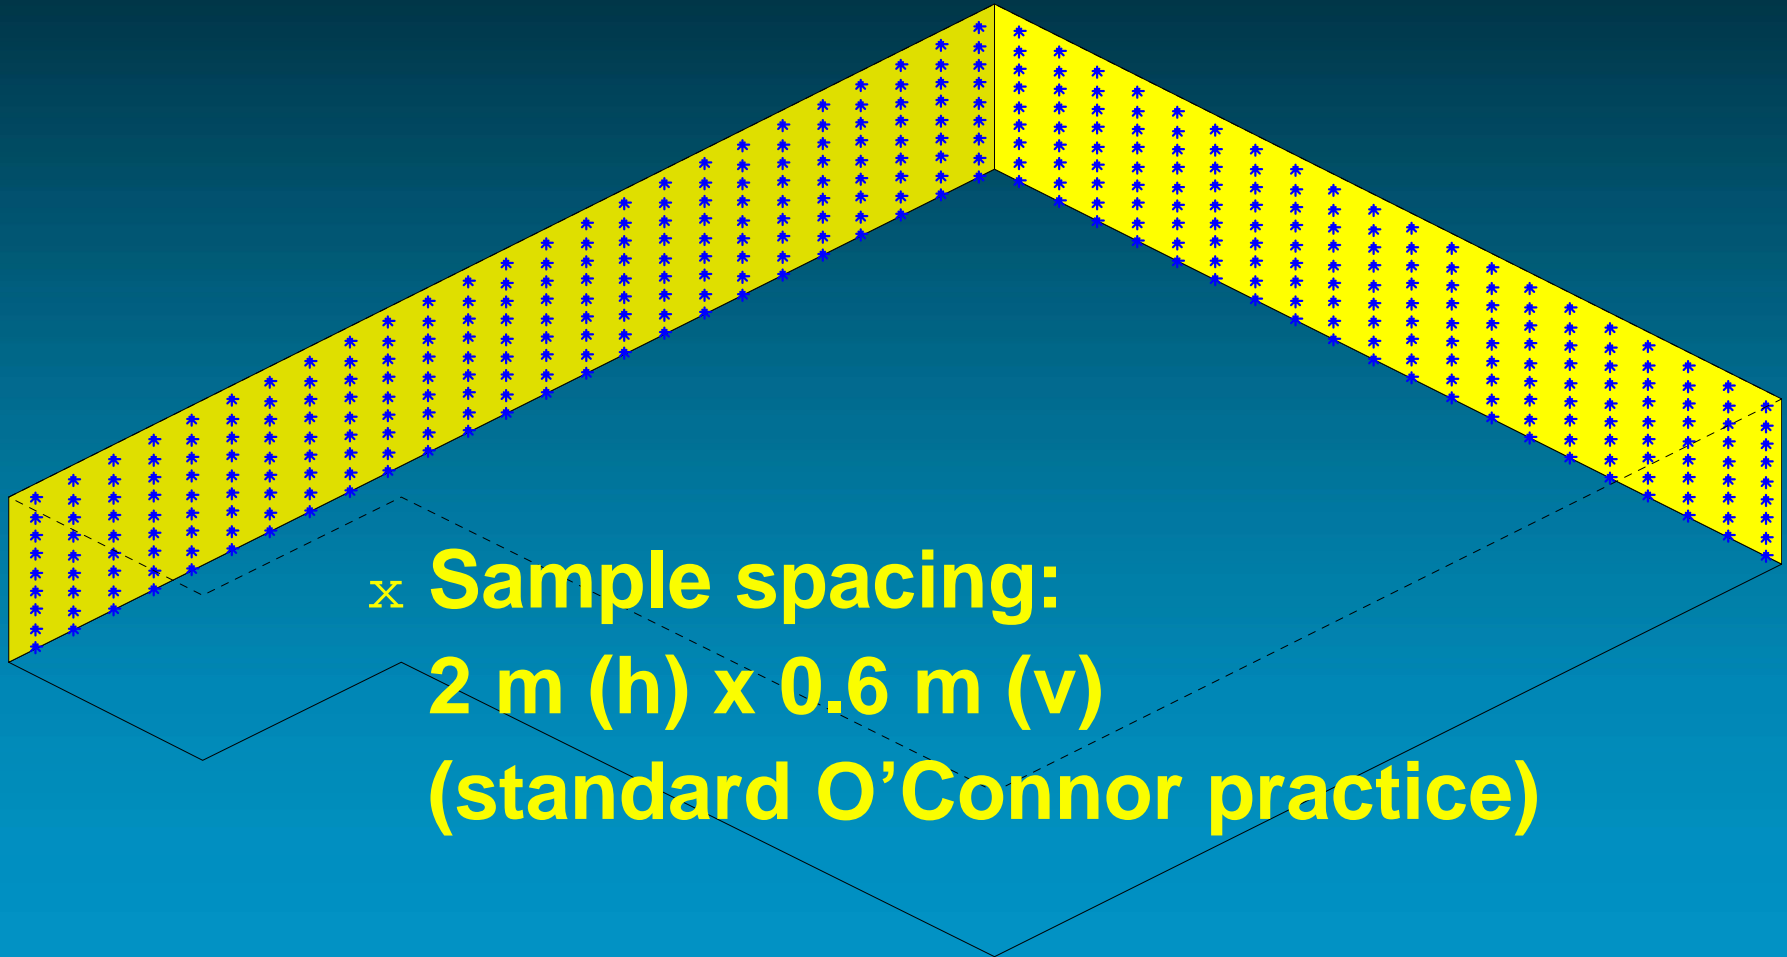 x Sample spacing:
2 m (h) x 0.6 m (v)
(standard O’Connor practice)